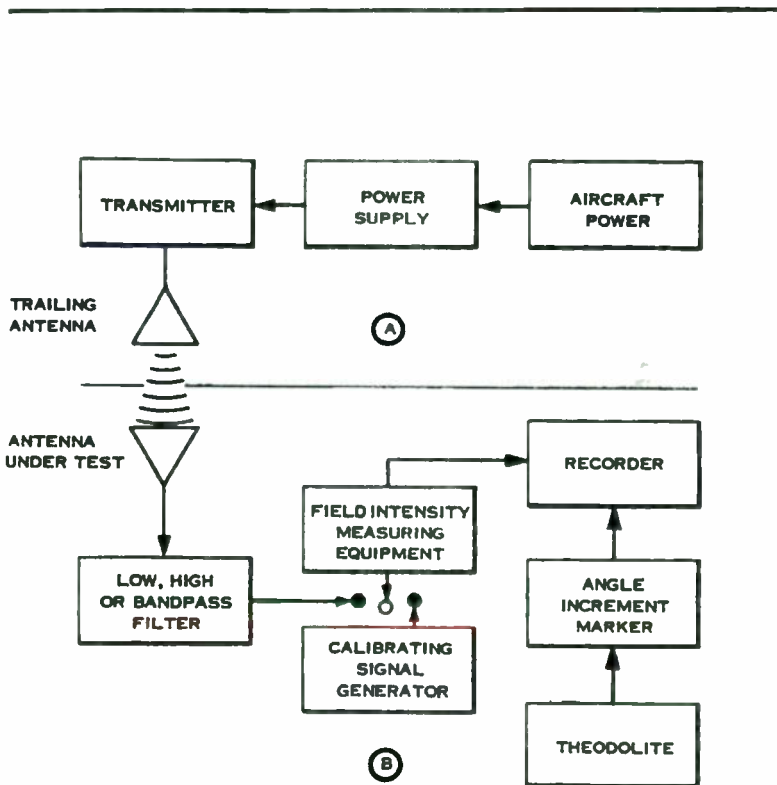 TRANSMITTER
POWER
SUPPLY
AIRCRAFT
POWER
TRAILING
ANTENNA
A
ANTENNA
UNDER TEST
RECORDER
FIELD INTENSITY
MEASURING
EQUIPMENT
LOW, HIGH
OR BANDPASS
FILTER
ANGLE
INCREMENT
MARKER
CALIBRATING
SIGNAL
GENERATOR
THEODOLITE
B